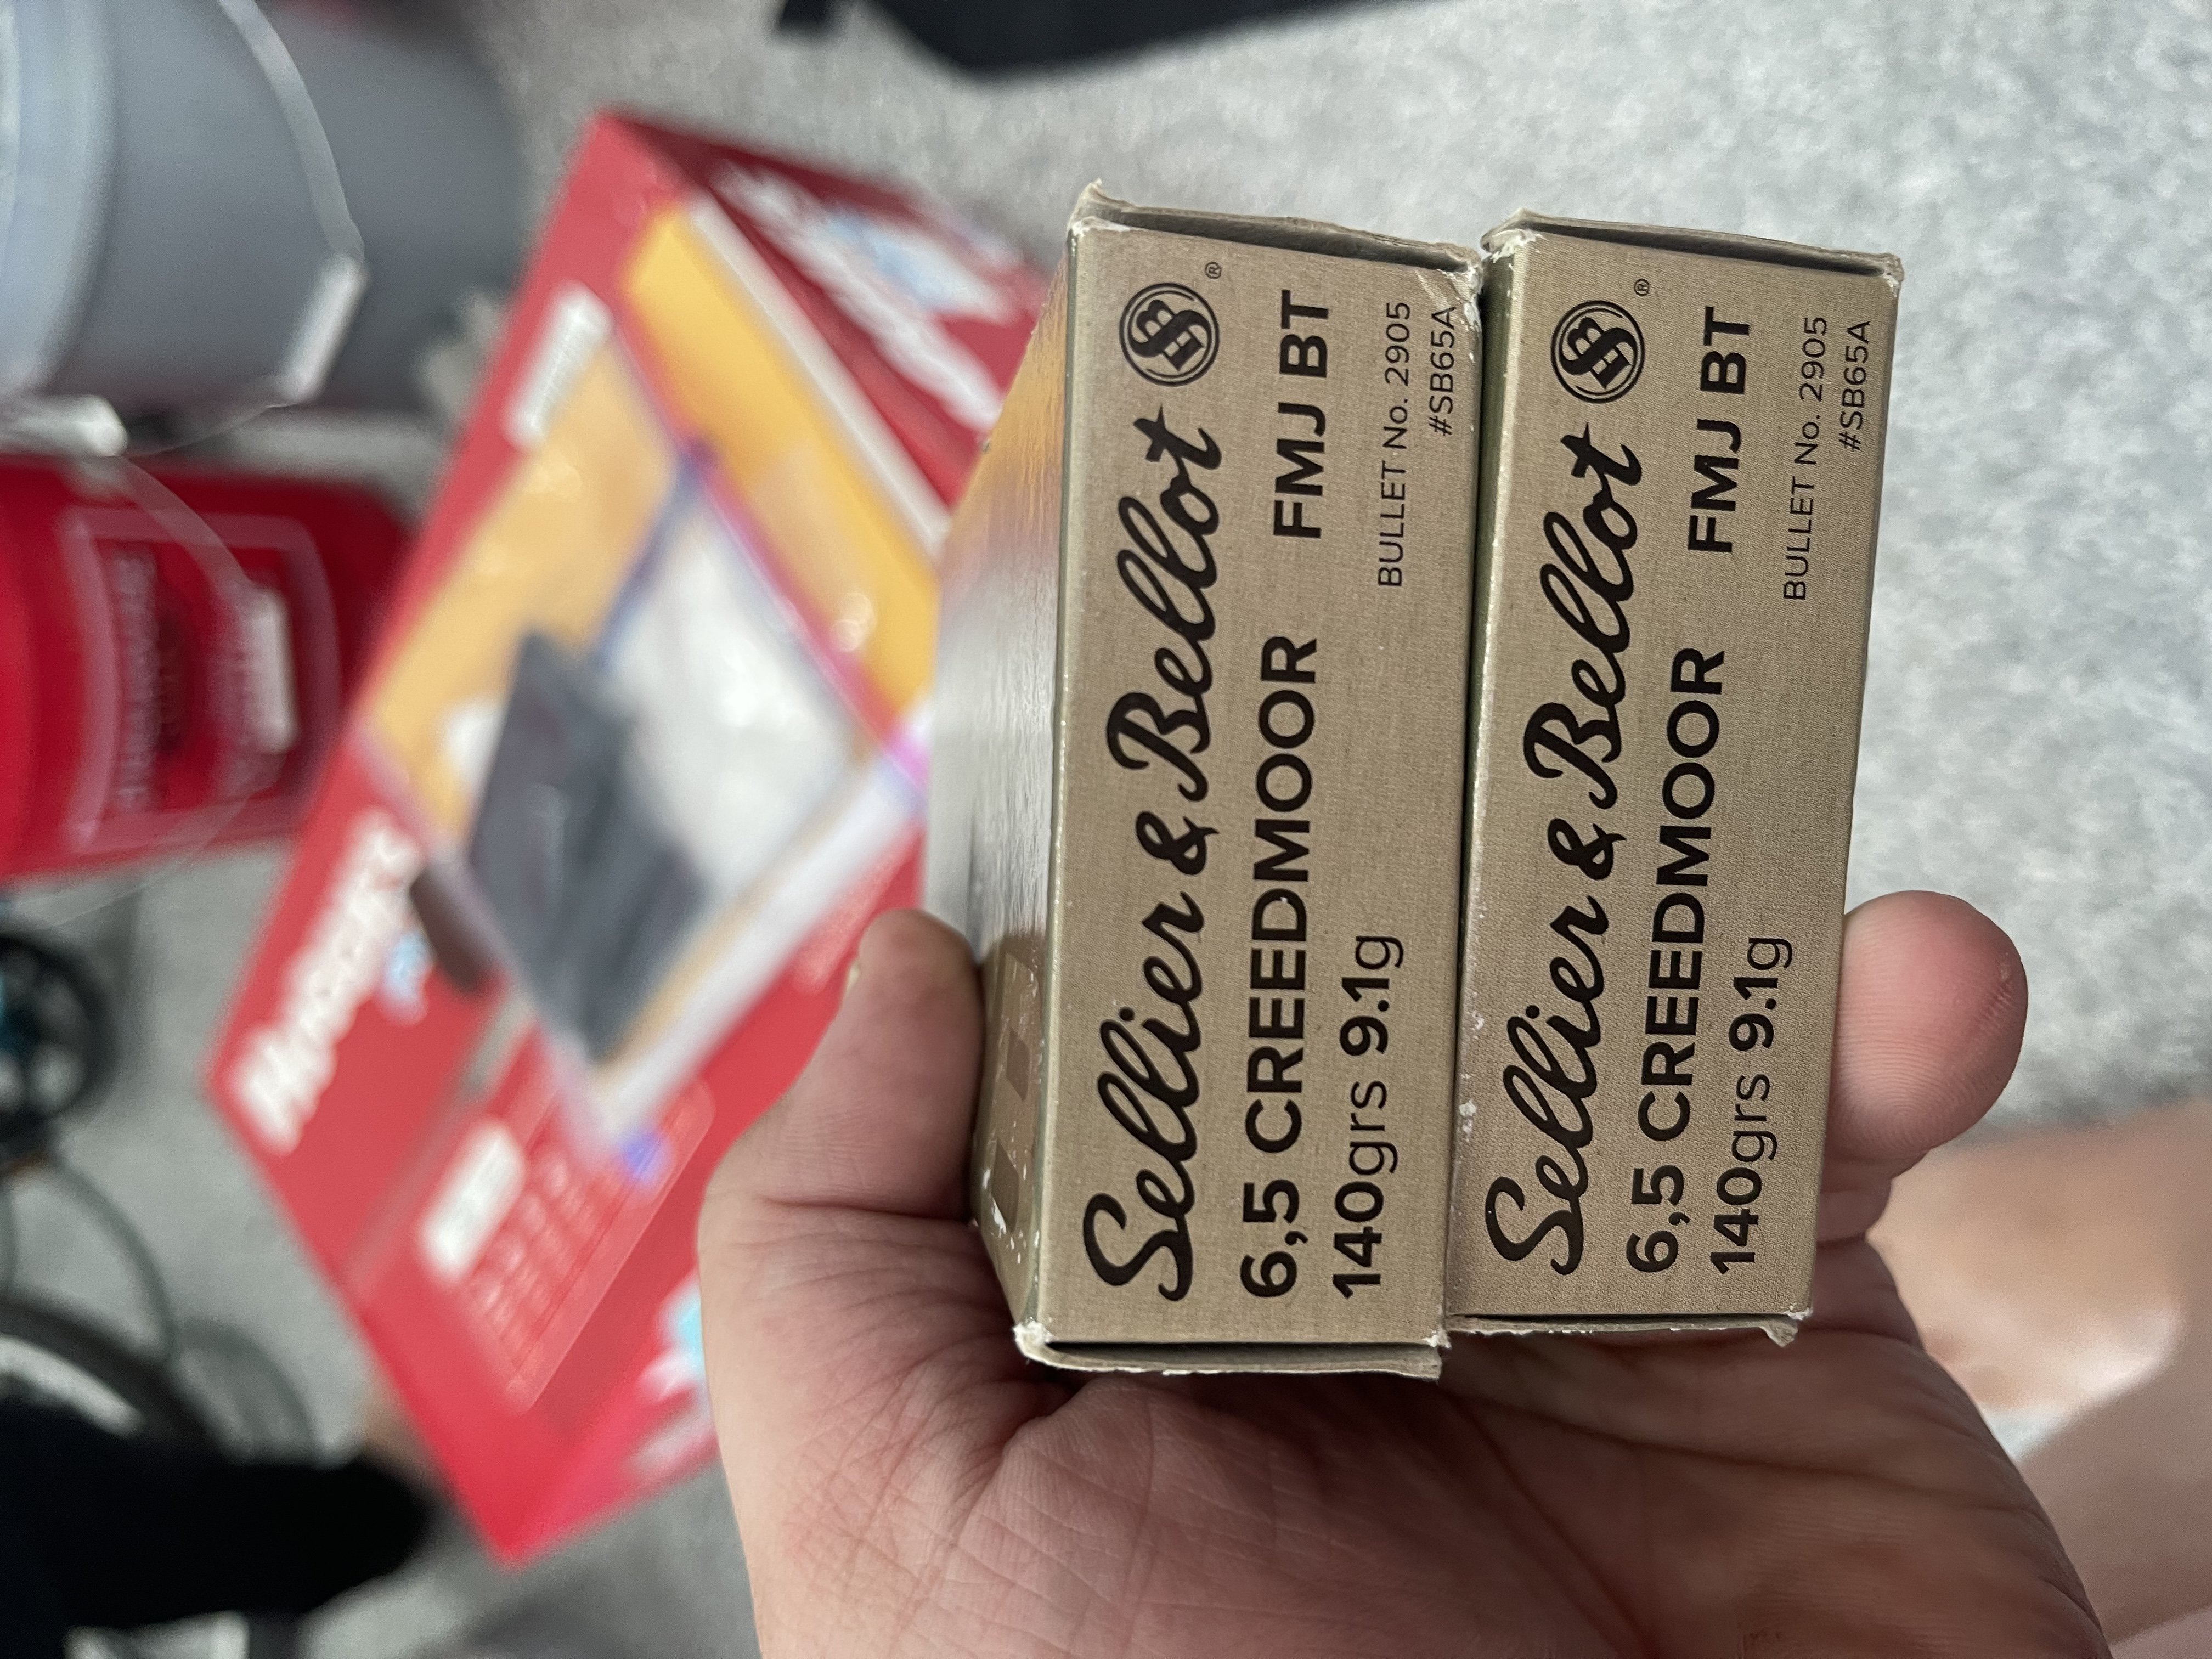 Sellier & Bellot ®
6,5 CREEDMOOR FMJ BT
140grs 9.1g BULLET No. 2905
#SB65A
Sellier & Bellot ®
6,5 CREEDMOOR FMJ BT
140grs 9.1g BULLET No. 2905
#SB65A